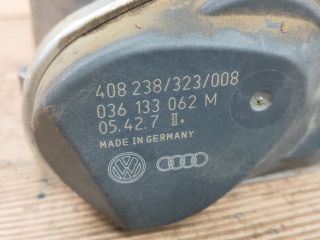 408 238/323/008
036 133 062 M
05.42.7 II.
MADE IN GERMANY